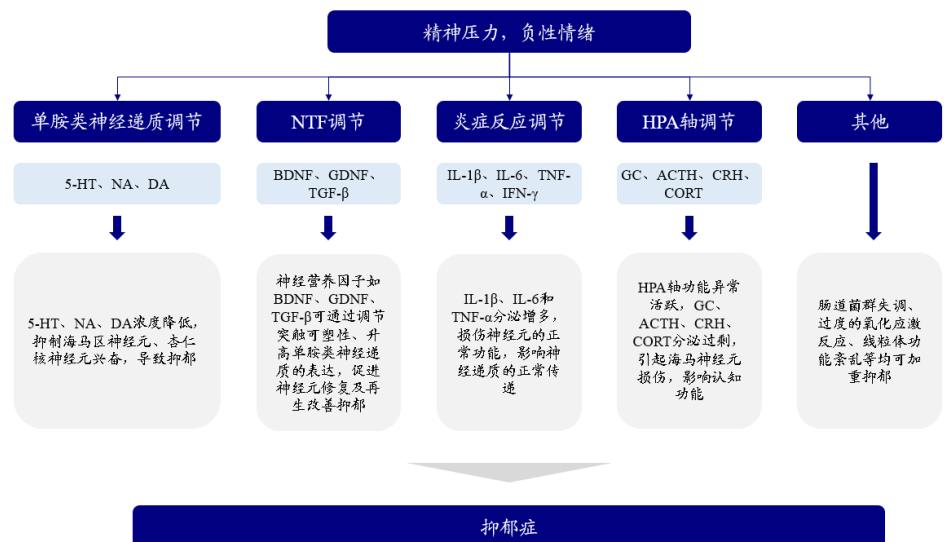 精神压力，负性情绪
单胺类神经递质调节
NTF调节
炎症反应调节
HPA轴调节
其他
5-HT、NA、DA
BDNF、GDNF、
TGF-β
IL-1β、IL-6、TNF-
α、IFN-γ
GC、ACTH、CRH、
CORT
5-HT、NA、DA浓度降低，
抑制海马区神经元、杏仁
核神经元兴奋，导致抑郁
神经营养因子如
BDNF、GDNF、
TGF-β可通过调节
突触可塑性、升
高单胺类神经递
质的表达，促进
神经元修复及再
生改善抑郁
IL-1β、IL-6和
TNF-α分泌增多，
损伤神经元的正
常功能，影响神
经递质的正常传
递
HPA轴功能异常
活跃，GC、
ACTH、CRH、
CORT分泌过剩，
引起海马神经元
损伤，影响认知
功能
肠道菌群失调、
过度的氧化应激
反应、线粒体功
能紊乱等均可加
重抑郁
抑郁症